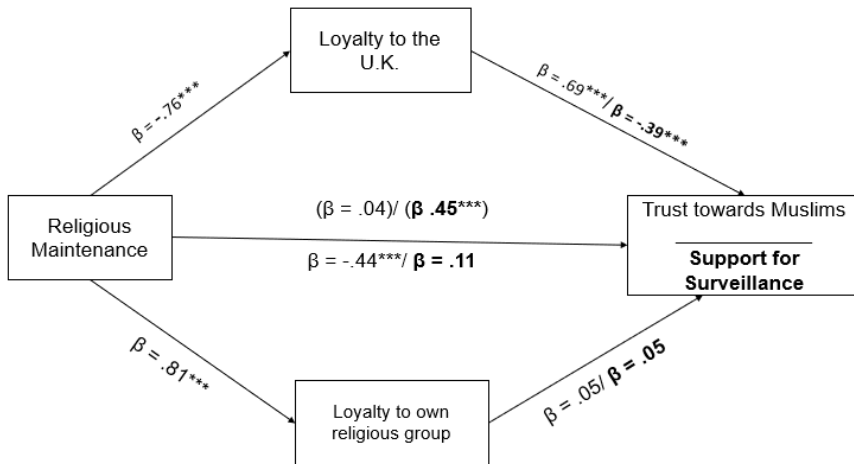 Loyalty to the
U.K.
β = -.76***
β = .69***/ β = -.39***
Religious
Maintenance
(β = .04)/ (β .45***)
β = -.44***/ β = .11
Trust towards Muslims
Support for
Surveillance
β = .81***
β = .05/ β = .05
Loyalty to own
religious group